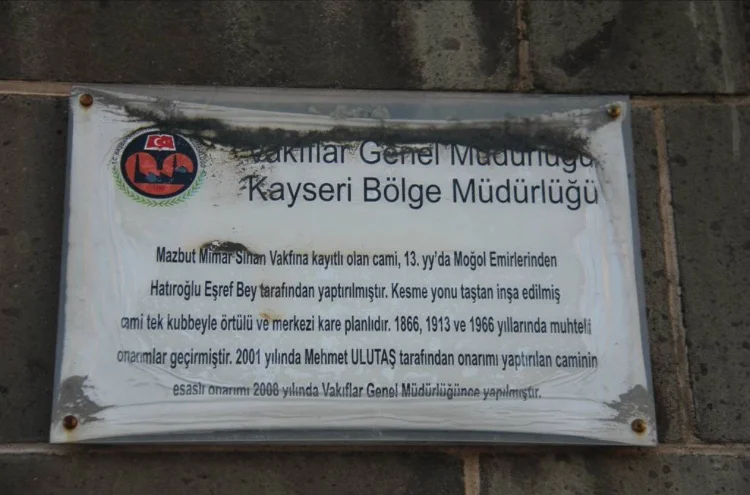 Vakıflar Genel Müdürlüğü
Kayseri Bölge Müdürlüğü
Mazbut Mimar Sinan Vakfına kayıtlı olan cami, 13. yy'da Moğol Emirlerinden
Hatıroğlu Eşref Bey tarafından yaptırılmıştır. Kesme yonu taştan inşa edilmiş
cami tek kubbeyle örtülü ve merkezi kare planlıdır. 1866, 1913 ve 1966 yıllarında muhteli
onarımlar geçirmiştir. 2001 yılında Mehmet ULUTAŞ tarafından onarımı yaptırılan caminin
esaslı onarımı 2008 yılında Vakıflar Genel Müdürlüğünce yapılmıştır.